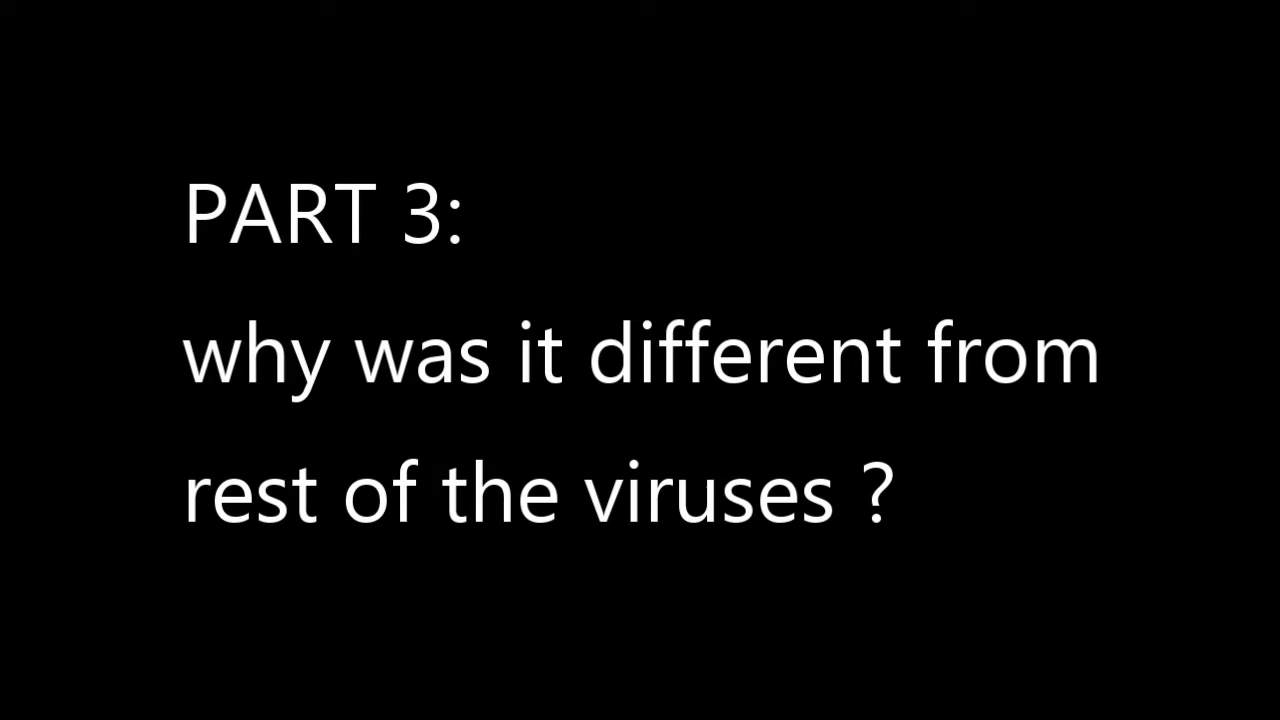 PART 3:
why was it different from
rest of the viruses ?